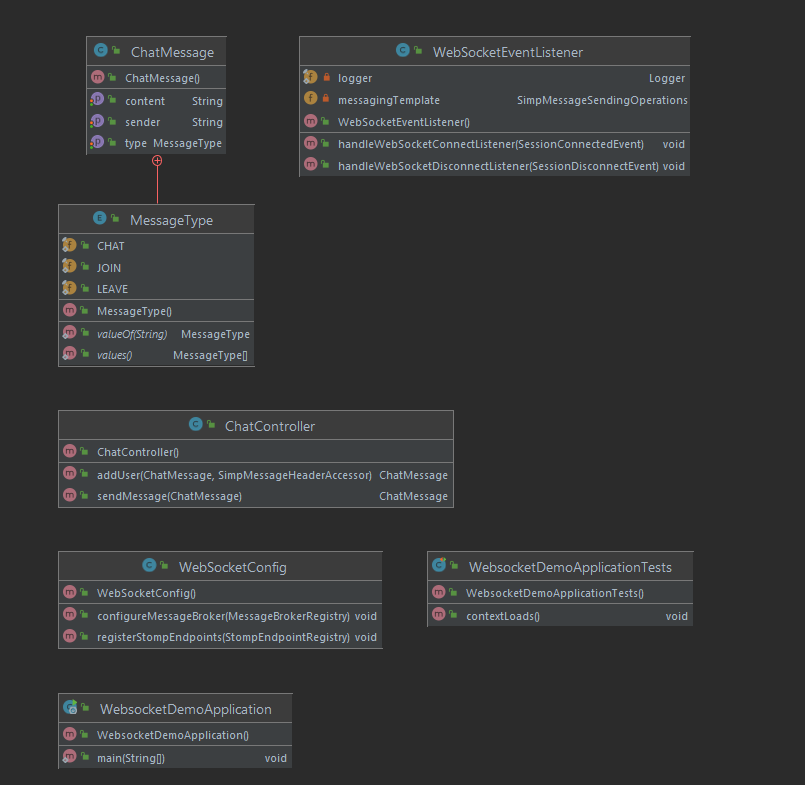 ChatMessage
ChatMessage()
content String
sender String
type MessageType
WebSocketEventListener
logger Logger
messagingTemplate SimpMessageSendingOperations
WebSocketEventListener()
handleWebSocketConnectListener(SessionConnectedEvent) void
handleWebSocketDisconnectListener(SessionDisconnectEvent) void
MessageType
CHAT
JOIN
LEAVE
MessageType()
valueOf(String) MessageType
values() MessageType[]
ChatController
ChatController()
addUser(ChatMessage, SimpMessageHeaderAccessor) ChatMessage
sendMessage(ChatMessage) ChatMessage
WebSocketConfig
WebSocketConfig()
configureMessageBroker(MessageBrokerRegistry) void
registerStompEndpoints(StompEndpointRegistry) void
WebsocketDemoApplicationTests
WebsocketDemoApplicationTests()
contextLoads() void
WebsocketDemoApplication
WebsocketDemoApplication()
main(String[]) void